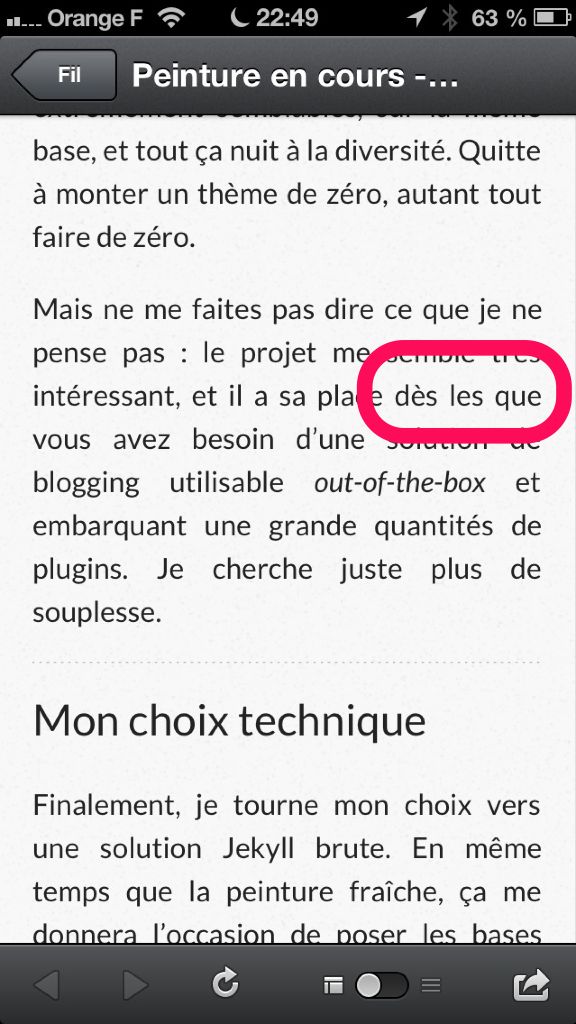 Orange F 22:49 63 %
Fil Peinture en cours -...
extrêmement semblables, sur la même
base, et tout ça nuit à la diversité. Quitte
à monter un thème de zéro, autant tout
faire de zéro.
Mais ne me faites pas dire ce que je ne
pense pas : le projet me semble très
intéressant, et il a sa place dès les que
vous avez besoin d'une solution de
blogging utilisable out-of-the-box et
embarquant une grande quantités de
plugins. Je cherche juste plus de
souplesse.
Mon choix technique
Finalement, je tourne mon choix vers
une solution Jekyll brute. En même
temps que la peinture fraîche, ça me
donnera l'occasion de poser les bases